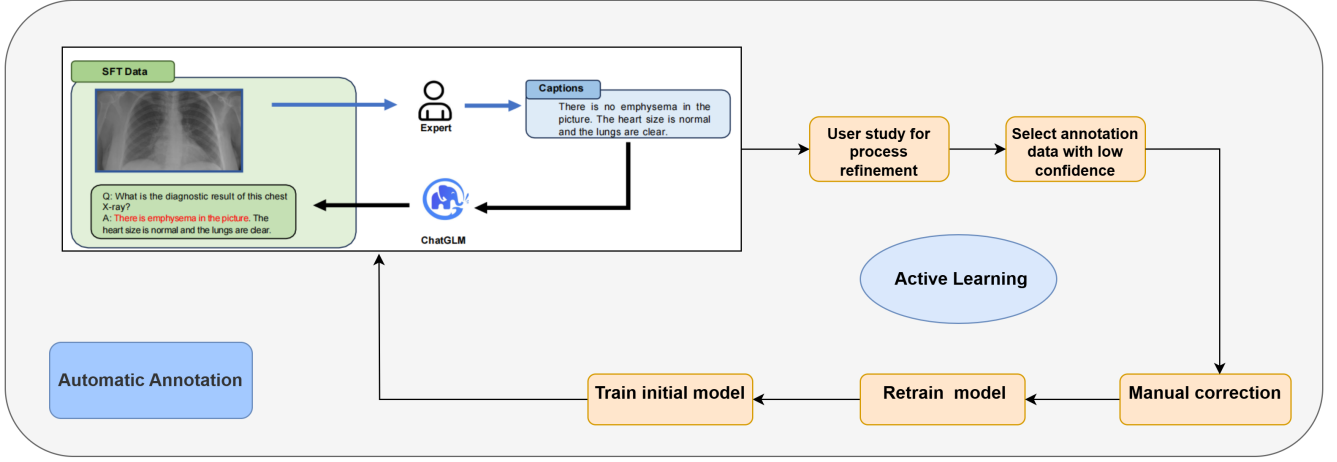 SFT Data
Expert
Captions
There is no emphysema in the
picture. The heart size is normal
and the lungs are clear.
Q: What is the diagnostic result of this chest
X-ray?
A: There is emphysema in the picture. The
heart size is normal and the lungs are clear.
ChatGLM
User study for
process
refinement
Select annotation
data with low
confidence
Active Learning
Automatic Annotation
Train initial model
Retrain model
Manual correction